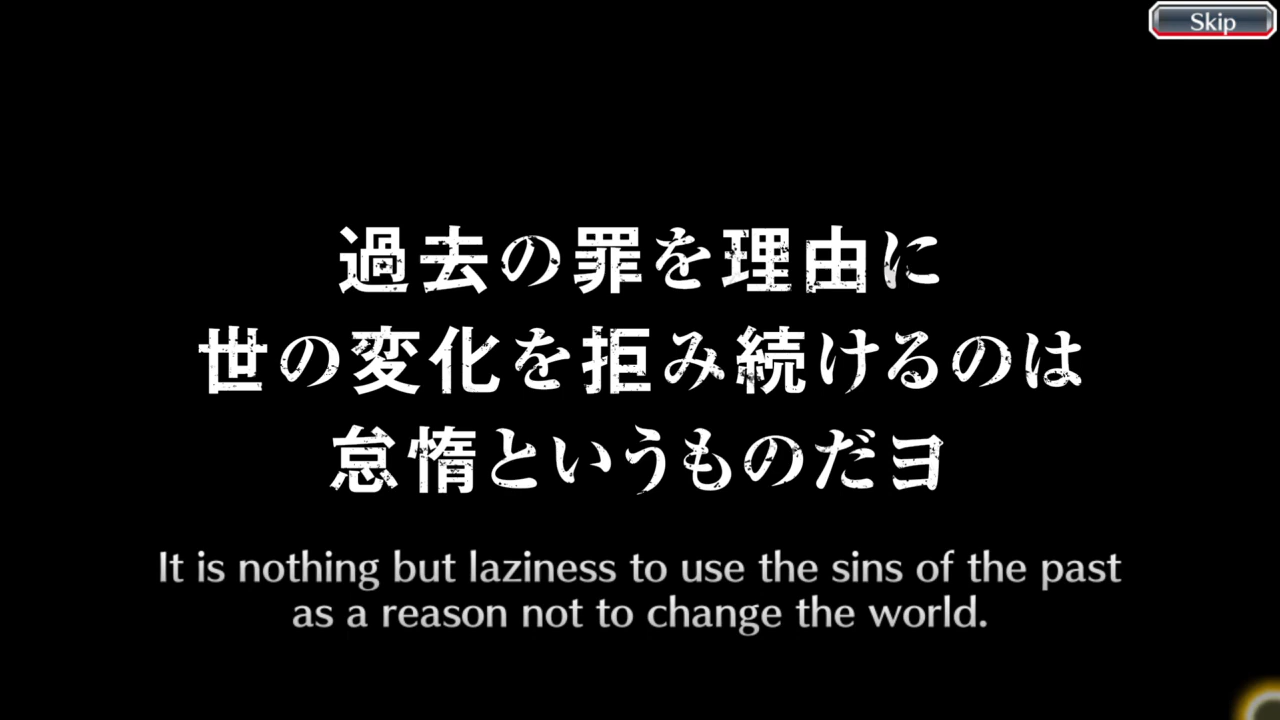 Skip
過去の罪を理由に
世の変化を拒み続けるのは
怠惰というものだヨ
It is nothing but laziness to use the sins of the past
as a reason not to change the world.